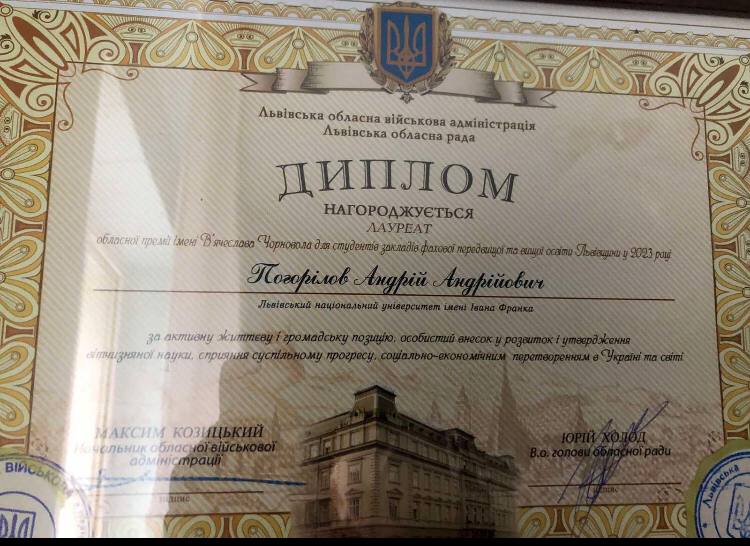 Львівська обласна військова адміністрація
Львівська обласна рада
ДИПЛОМ
НАГОРОДЖУЄТЬСЯ
ЛАУРЕАТ
обласної премії імені В'ячеслава Чорновола для студентів закладів фахової передвищої та вищої освіти Львівщини у 2023 році
Погорілов Андрій Андрійович
Львівський національний університет імені Івана Франка
за активну життєву і громадську позицію, особистий внесок у розвиток і утвердження
вітчизняної науки, сприяння суспільному прогресу, соціально-економічним перетворенням в Україні та світі
МАКСИМ КОЗИЦЬКИЙ
Начальник обласної військової
адміністрації
підпис
ЮРІЙ ХОЛОД
В.о. голови обласної ради
підпис
Львівська